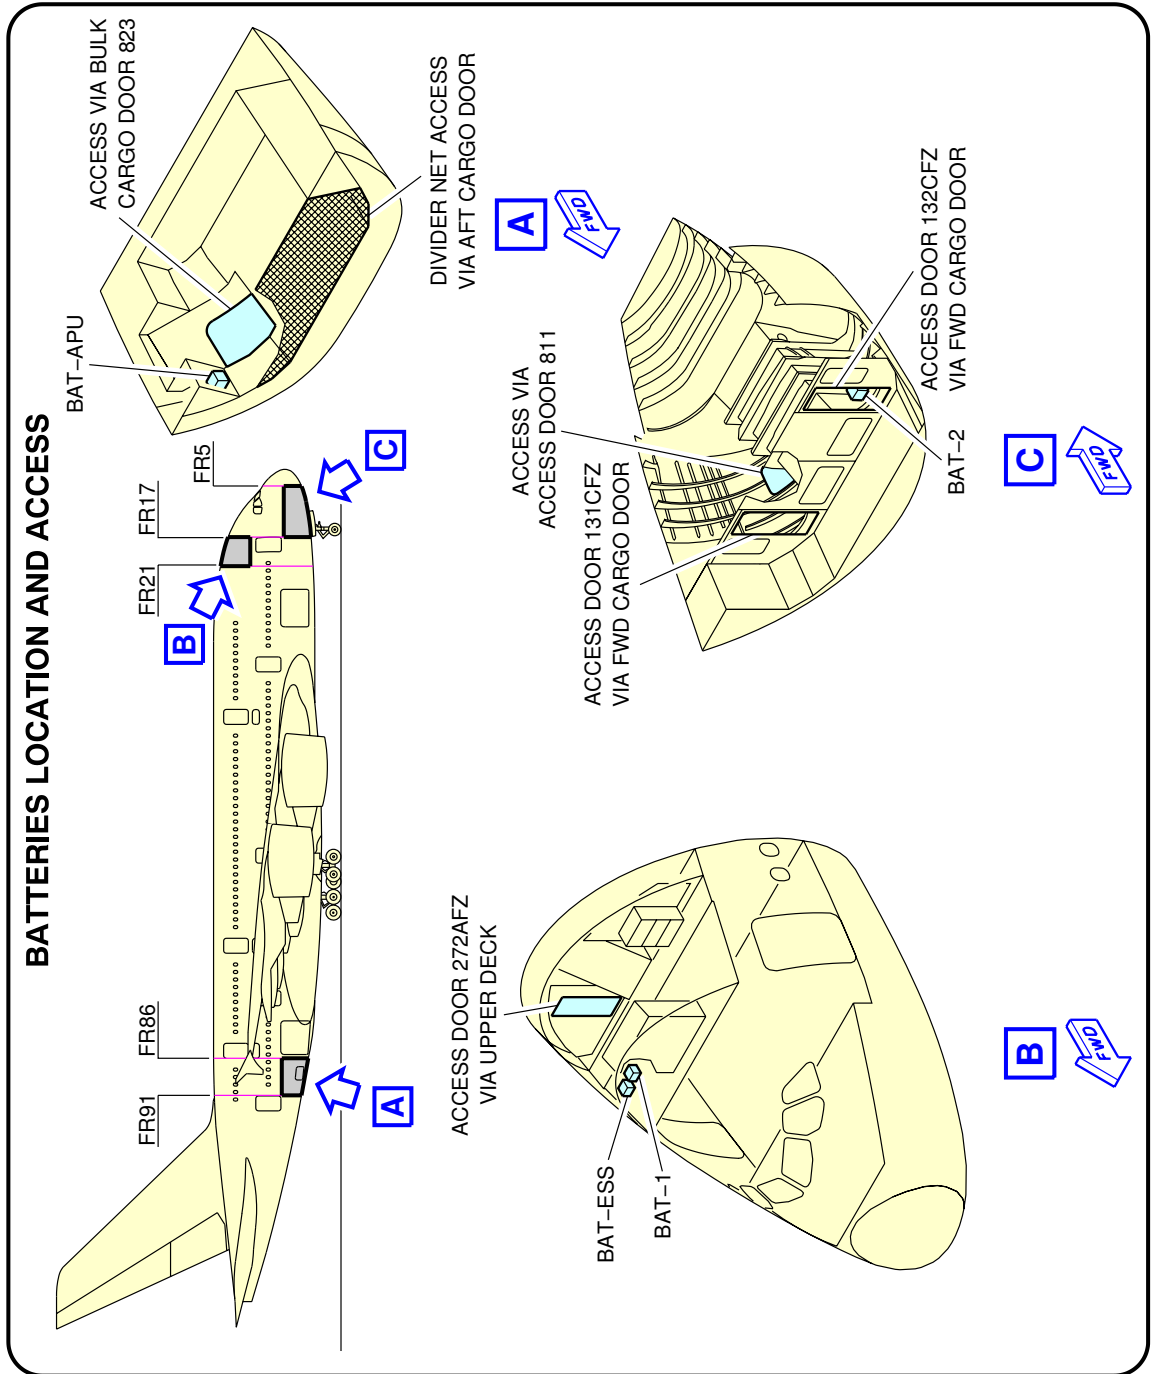 BATTERIES LOCATION AND ACCESS
FR91
FR86
FR21
FR17
FR5
A
B
C
BAT–APU
ACCESS VIA BULK
CARGO DOOR 823
DIVIDER NET ACCESS
VIA AFT CARGO DOOR
A
FWD
ACCESS DOOR 272AFZ
VIA UPPER DECK
BAT–ESS
BAT–1
B
FWD
ACCESS VIA
ACCESS DOOR 811
ACCESS DOOR 131CFZ
VIA FWD CARGO DOOR
ACCESS DOOR 132CFZ
VIA FWD CARGO DOOR
BAT–2
C
FWD